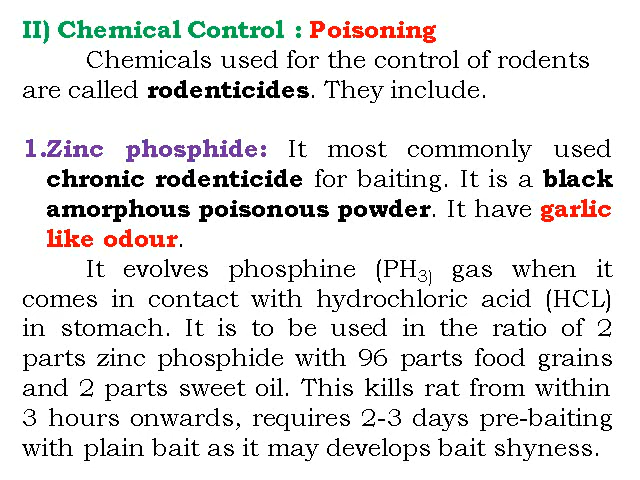 II) Chemical Control : Poisoning
Chemicals used for the control of rodents
are called rodenticides. They include.
1.Zinc phosphide: It most commonly used
chronic rodenticide for baiting. It is a black
amorphous poisonous powder. It have garlic
like odour.
It evolves phosphine (PH3) gas when it
comes in contact with hydrochloric acid (HCL)
in stomach. It is to be used in the ratio of 2
parts zinc phosphide with 96 parts food grains
and 2 parts sweet oil. This kills rat from within
3 hours onwards, requires 2-3 days pre-baiting
with plain bait as it may develops bait shyness.